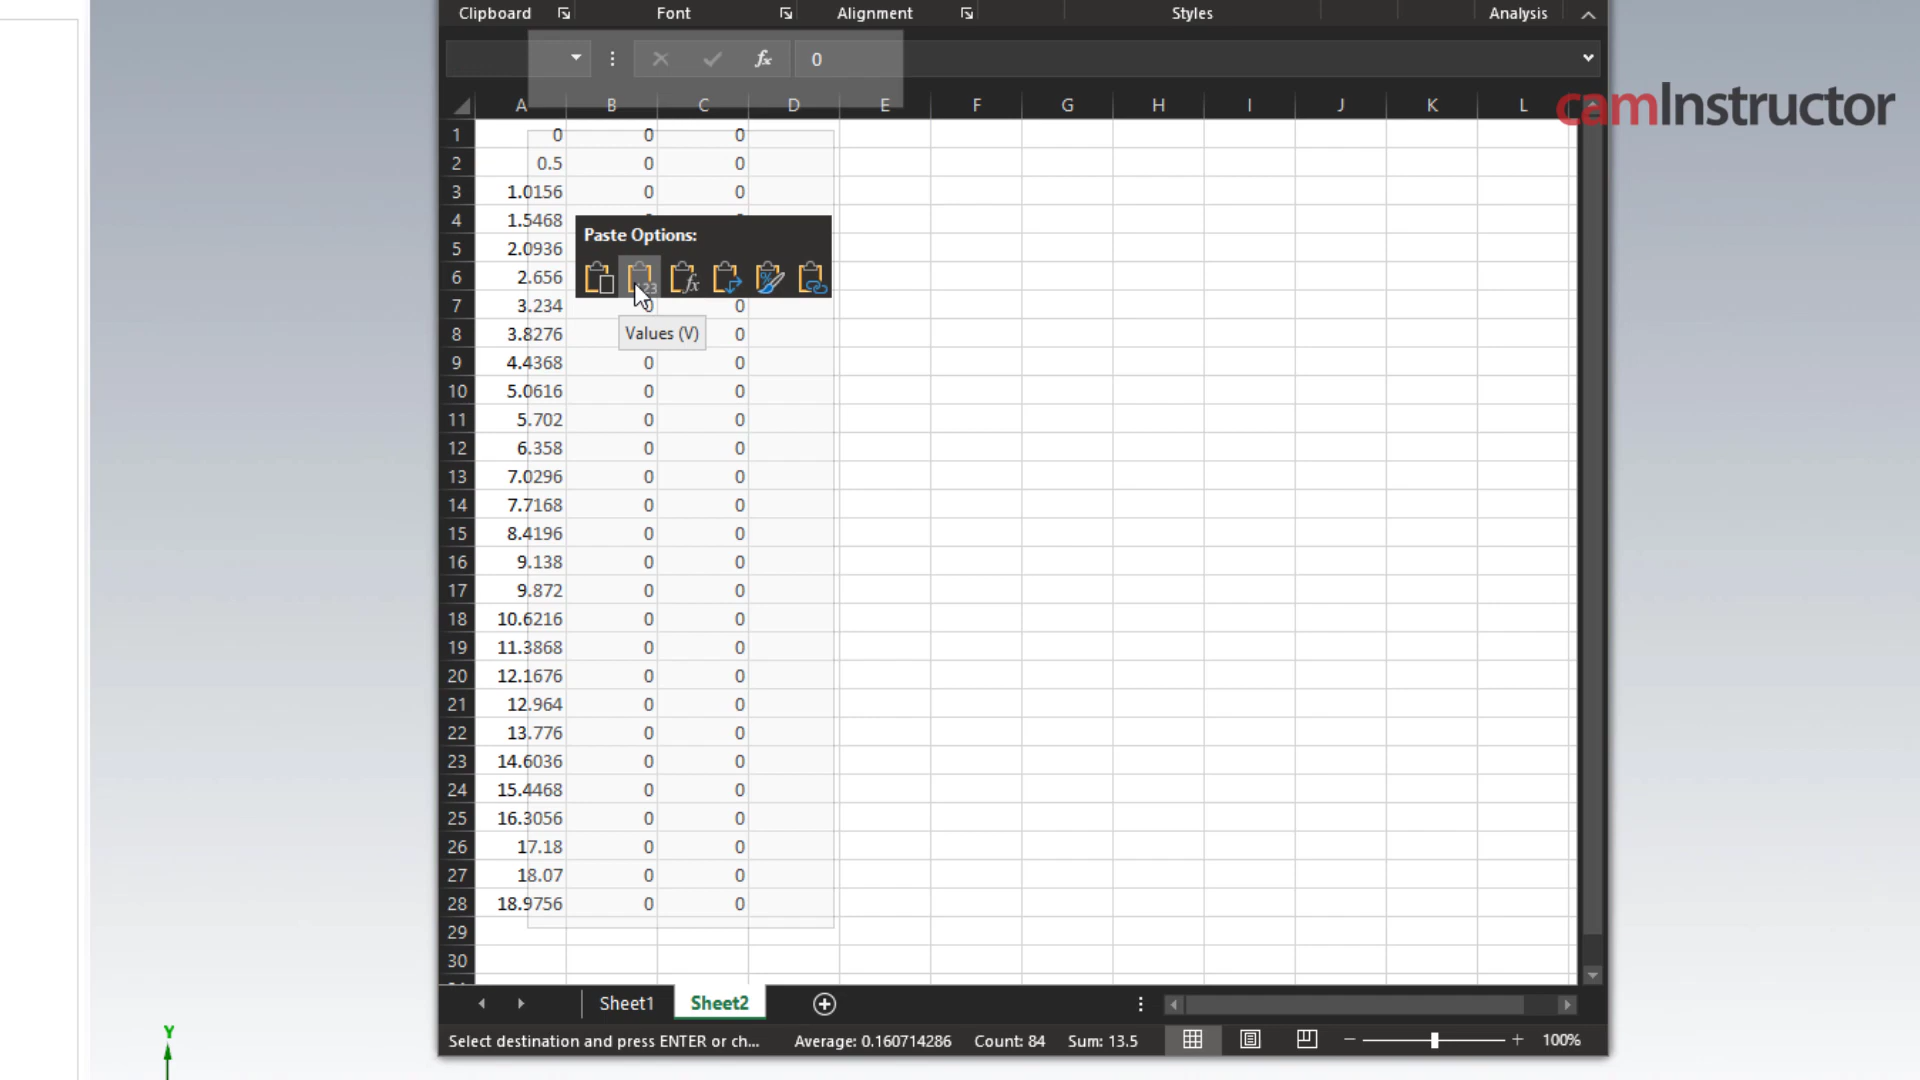 Clipboard Font Alignment Styles Analysis
fx 0
camInstructor
A B C D E F G H I J K L
1 0 0 0
2 0.5 0 0
3 1.0156 0 0
4 1.5468
Paste Options:
5 2.0936
6 2.656
7 3.234 0 0
Values (V)
8 3.8276 0
9 4.4368 0 0
10 5.0616 0 0
11 5.702 0 0
12 6.358 0 0
13 7.0296 0 0
14 7.7168 0 0
15 8.4196 0 0
16 9.138 0 0
17 9.872 0 0
18 10.6216 0 0
19 11.3868 0 0
20 12.1676 0 0
21 12.964 0 0
22 13.776 0 0
23 14.6036 0 0
24 15.4468 0 0
25 16.3056 0 0
26 17.18 0 0
27 18.07 0 0
28 18.9756 0 0
29
30
Sheet1 Sheet2
Y
Select destination and press ENTER or ch... Average: 0.160714286 Count: 84 Sum: 13.5 100%